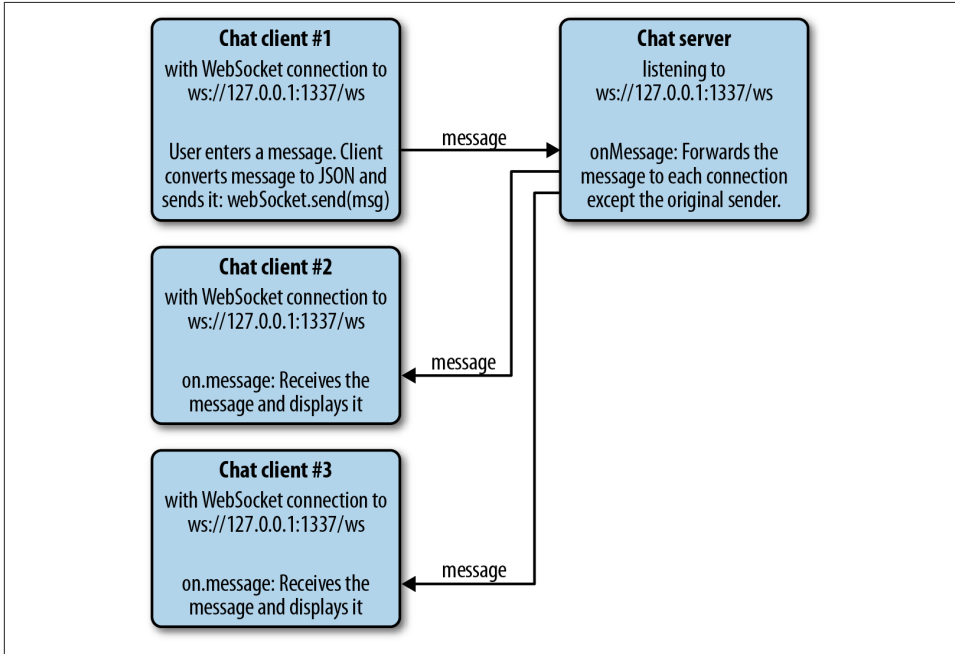 Chat client #1
with WebSocket connection to
ws://127.0.0.1:1337/ws
User enters a message. Client
converts message to JSON and
sends it: webSocket.send(msg)
message
Chat server
listening to
ws://127.0.0.1:1337/ws
onMessage: Forwards the
message to each connection
except the original sender.
Chat client #2
with WebSocket connection to
ws://127.0.0.1:1337/ws
on.message: Receives the
message and displays it
message
Chat client #3
with WebSocket connection to
ws://127.0.0.1:1337/ws
on.message: Receives the
message and displays it
message